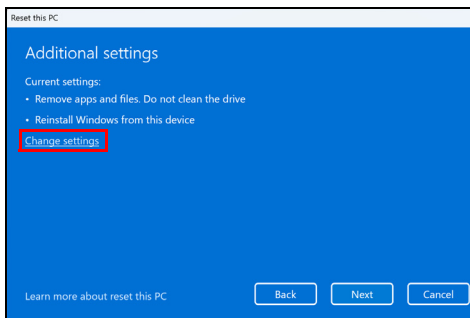 Reset this PC
Additional settings
Current settings:
• Remove apps and files. Do not clean the drive
• Reinstall Windows from this device
Change settings
Learn more about reset this PC
Back
Next
Cancel